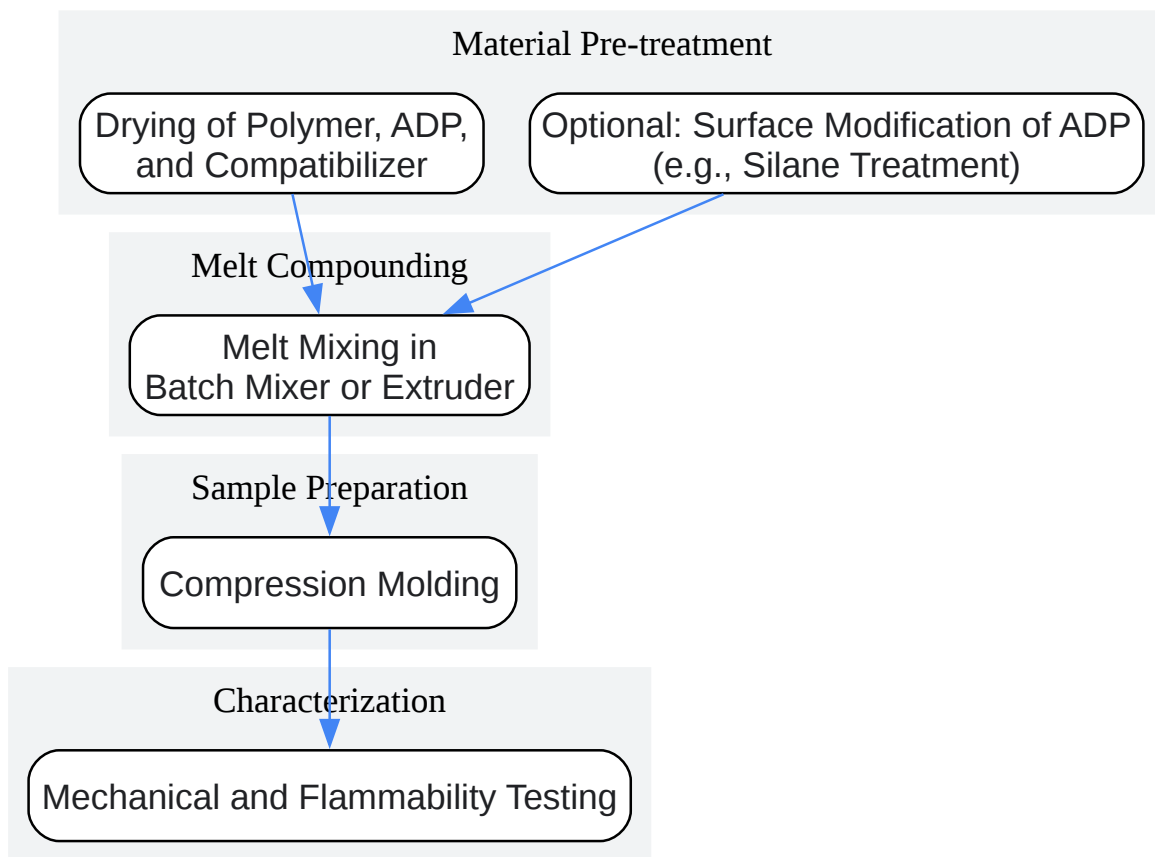 Material Pre-treatment
Drying of Polymer, ADP,
and Compatibilizer
Optional: Surface Modification of ADP
(e.g., Silane Treatment)
Melt Compounding
Melt Mixing in
Batch Mixer or Extruder
Sample Preparation
Compression Molding
Characterization
Mechanical and Flammability Testing